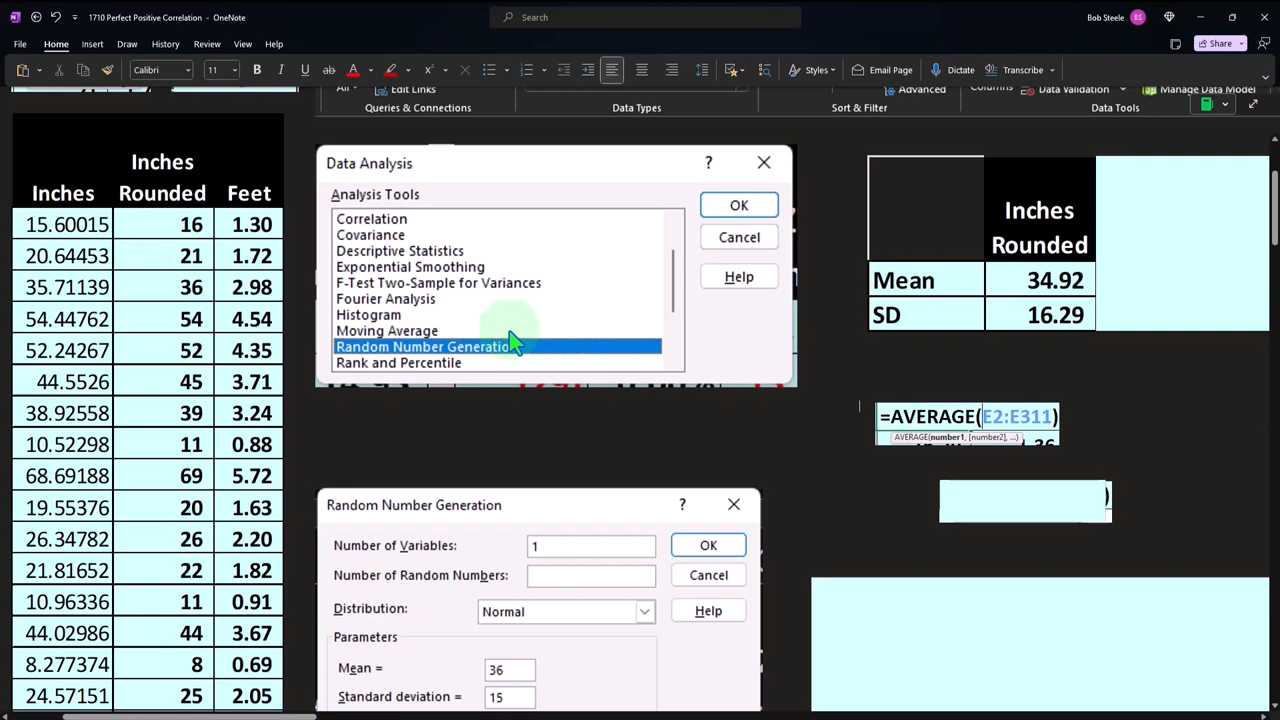 1710 Perfect Positive Correlation - OneNote
Search
Bob Steele
BS
File Home Insert Draw History Review View Help
Share
Calibri
11
B I U ab A
Styles
Email Page
Dictate
Transcribe
All
Edit Links
Advanced
Columns
Data Validation
Manage Data Model
Queries & Connections
Data Types
Sort & Filter
Data Tools
Inches Inches Rounded Feet
15.60015 16 1.30
20.64453 21 1.72
35.71139 36 2.98
54.44762 54 4.54
52.24267 52 4.35
44.5526 45 3.71
38.92558 39 3.24
10.52298 11 0.88
68.69188 69 5.72
19.55376 20 1.63
26.34782 26 2.20
21.81652 22 1.82
10.96336 11 0.91
44.02986 44 3.67
8.277374 8 0.69
24.57151 25 2.05
Data Analysis
?
Analysis Tools
Correlation
Covariance
Descriptive Statistics
Exponential Smoothing
F-Test Two-Sample for Variances
Fourier Analysis
Histogram
Moving Average
Random Number Generation
Rank and Percentile
OK
Cancel
Help
Random Number Generation
?
Number of Variables: 1
Number of Random Numbers:
Distribution: Normal
Parameters
Mean = 36
Standard deviation = 15
OK
Cancel
Help
Inches
Rounded
Mean 34.92
SD 16.29
=AVERAGE(E2:E311)
AVERAGE(number1, [number2], ...)
)